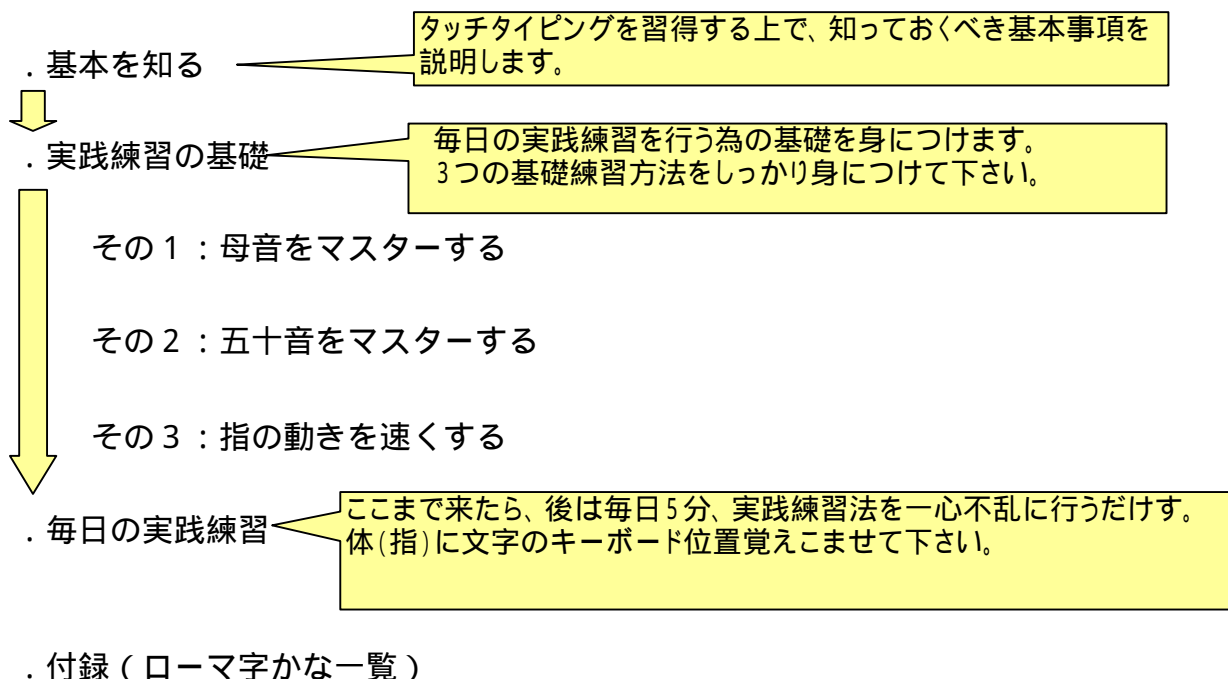 タッチタイピングを習得する上で、知っておくべき基本事項を
説明します。
．基本を知る
毎日の実践練習を行う為の基礎を身につけます。
3つの基礎練習方法をしっかり身につけて下さい。
．実践練習の基礎
その１：母音をマスターする
その２：五十音をマスターする
その３：指の動きを速くする
ここまで来たら、後は毎日5分、実践練習法を一心不乱に行うだけす。
体(指)に文字のキーボード位置覚えこませて下さい。
．毎日の実践練習
．付録（ローマ字かな一覧）